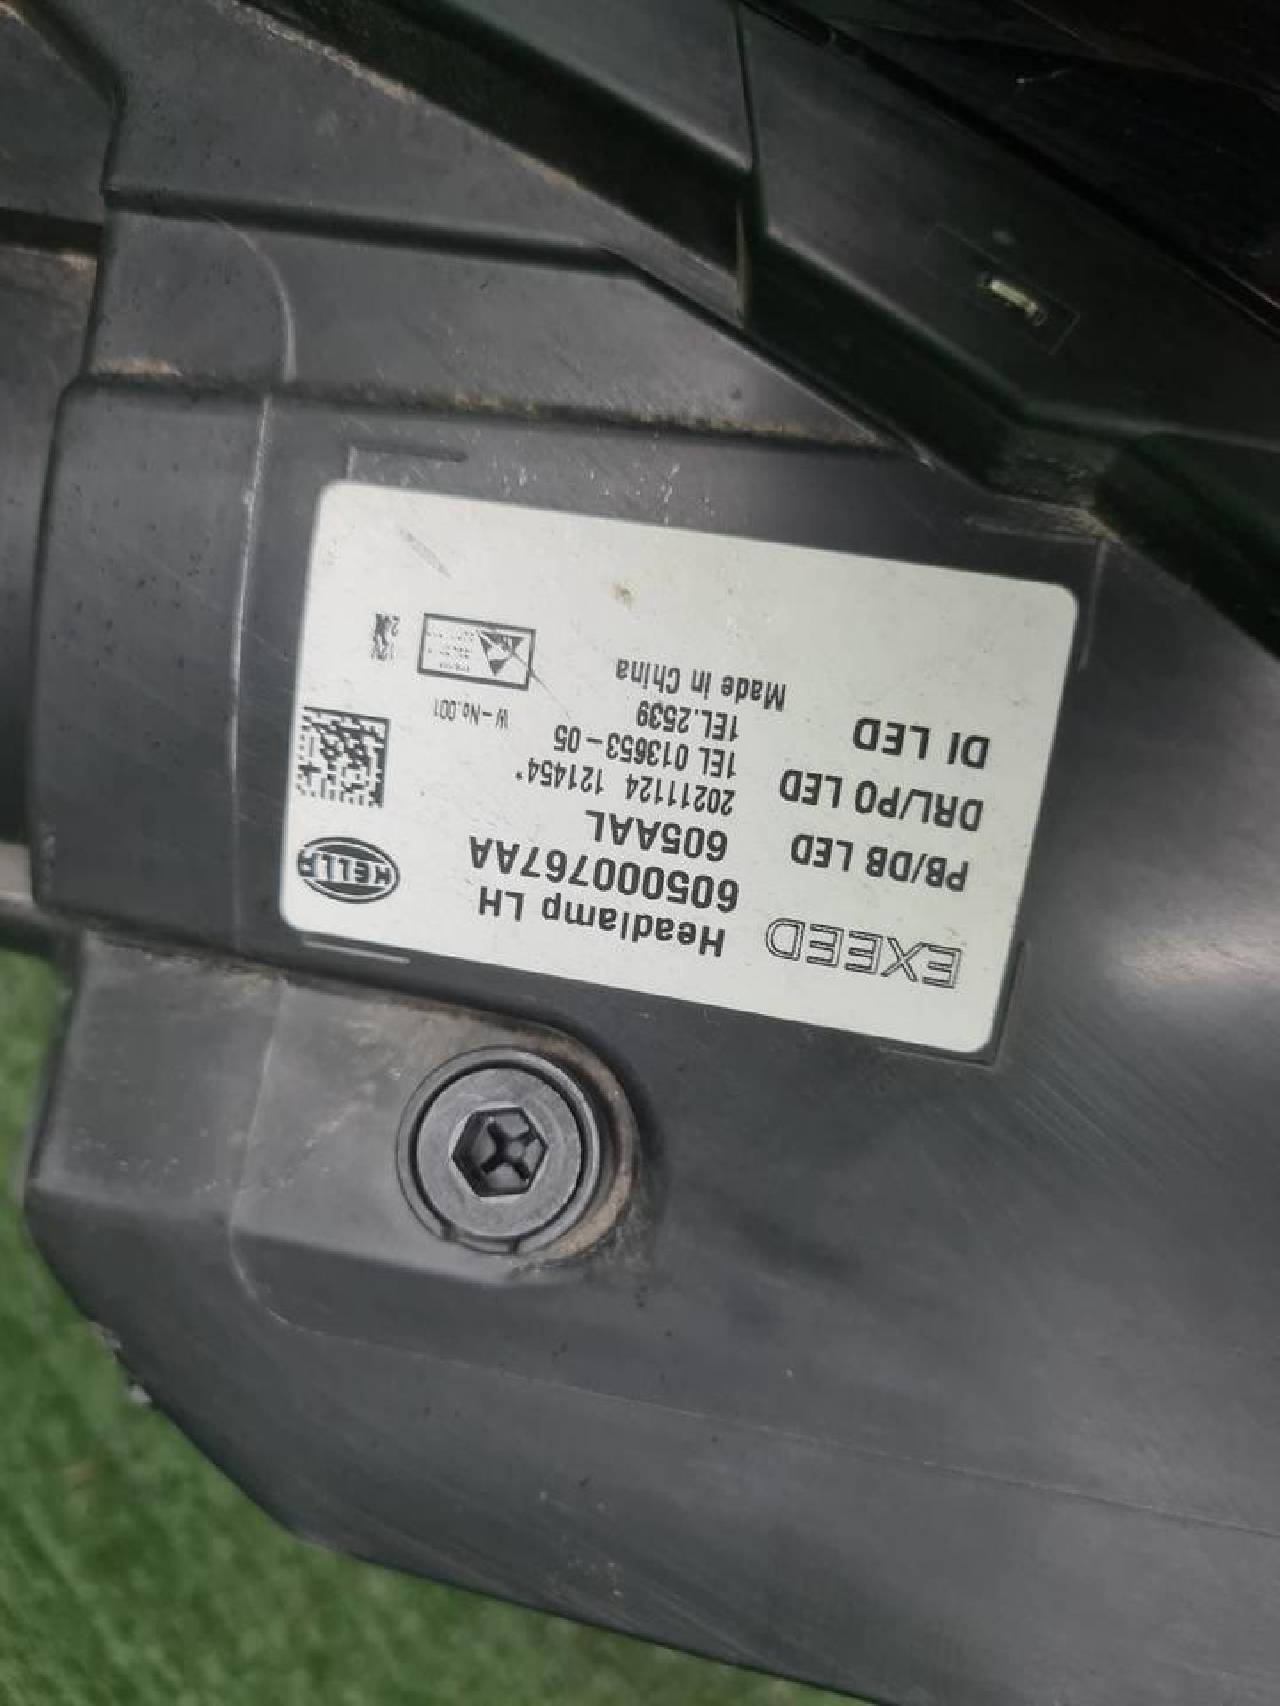 EXEED
Headlamp LH
HELLA
605000767AA
PB/DB LED
605AAL
DRL/PO LED
20211124 121454*
1EL 013653-05
W-No.001
DI LED
1EL.2539
Made in China
12V